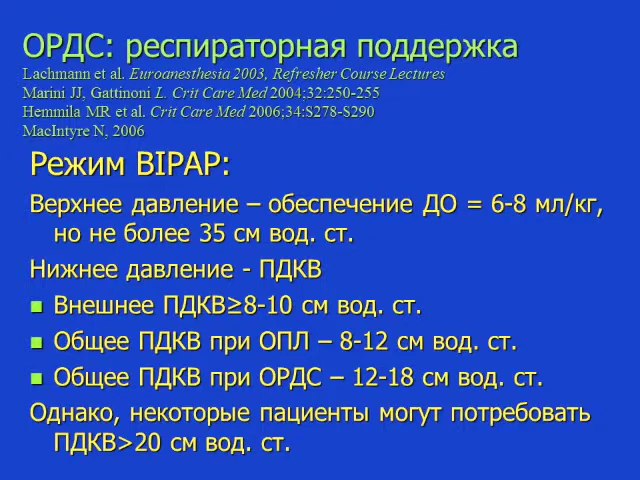 ОРДС: респираторная поддержка
Lachmann et al. Euroanesthesia 2003, Refresher Course Lectures
Marini JJ, Gattinoni L. Crit Care Med 2004;32:250-255
Hemmila MR et al. Crit Care Med 2006;34:S278-S290
MacIntyre N, 2006
Режим BIPAP:
Верхнее давление – обеспечение ДО = 6-8 мл/кг,
но не более 35 см вод. ст.
Нижнее давление - ПДКВ
Внешнее ПДКВ≥8-10 см вод. ст.
Общее ПДКВ при ОПЛ – 8-12 см вод. ст.
Общее ПДКВ при ОРДС – 12-18 см вод. ст.
Однако, некоторые пациенты могут потребовать
ПДКВ>20 см вод. ст.